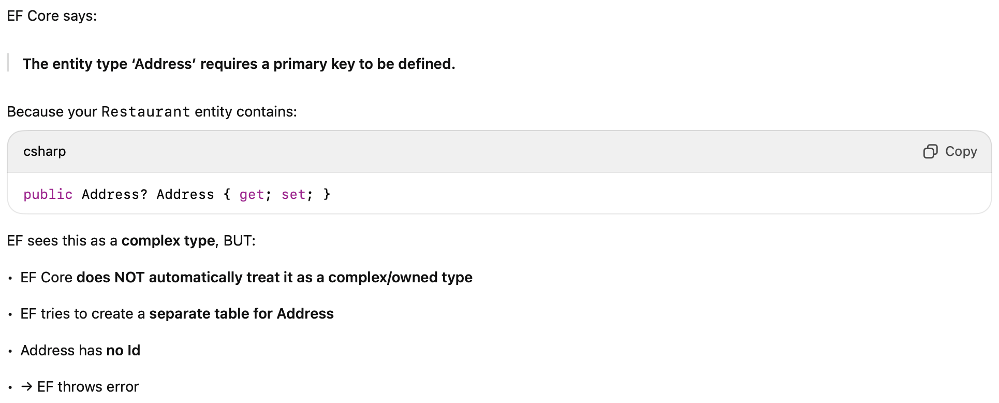 EF Core says:
The entity type ‘Address’ requires a primary key to be defined.
Because your Restaurant entity contains:
csharp
Copy
public Address? Address { get; set; }
EF sees this as a complex type, BUT:
• EF Core does NOT automatically treat it as a complex/owned type
• EF tries to create a separate table for Address
• Address has no Id
• → EF throws error